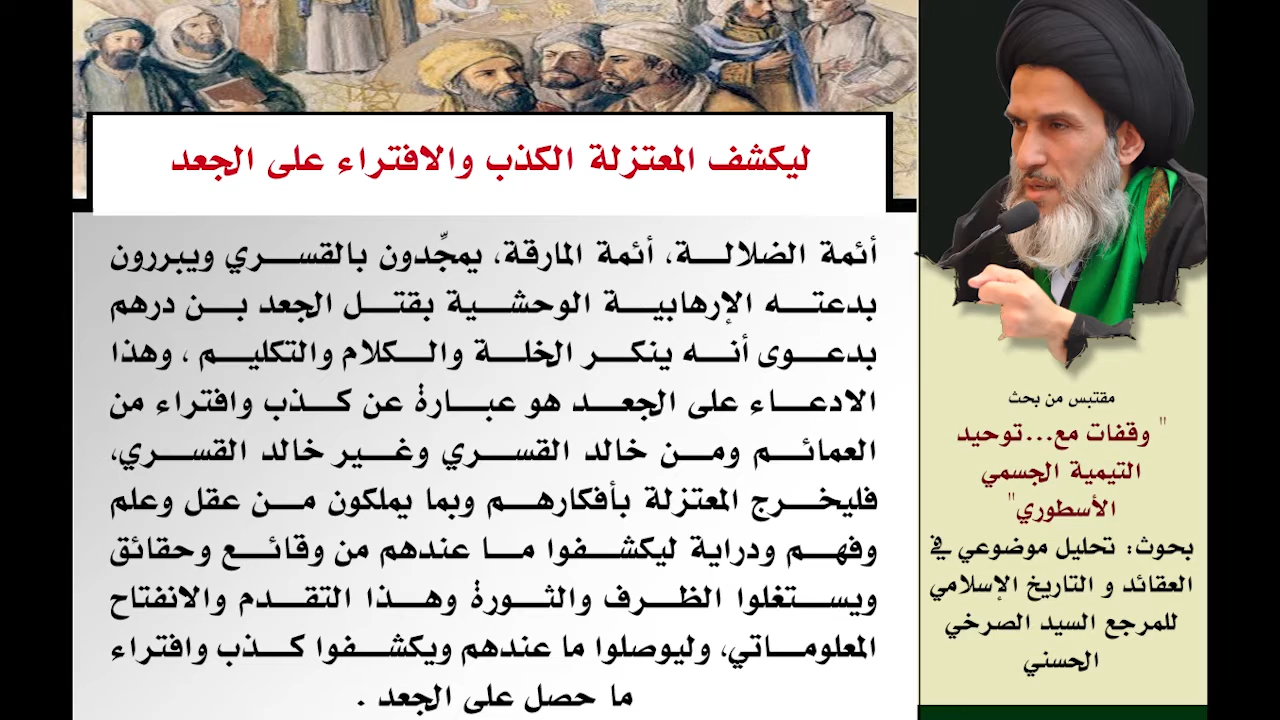 ليكشف المعتزلة الكذب والافتراء على الجعد
أئمة الضلالة، أئمة المارقة، يمجِّدون بالقسري ويبررون
بدعته الإرهابية الوحشية بقتل الجعد بن درهم
بدعوى أنه ينكر الخلة والكلام والتكليم ، وهذا
الادعاء على الجعد هو عبارة عن كذب وافتراء من
العمائم ومن خالد القسري وغير خالد القسري،
فليخرج المعتزلة بأفكارهم وبما يملكون من عقل وعلم
وفهم ودراية ليكشفوا ما عندهم من وقائع وحقائق
ويستغلوا الظرف والثورة وهذا التقدم والانفتاح
المعلوماتي، وليوصلوا ما عندهم ويكشفوا كذب وافتراء
ما حصل على الجعد .
مقتبس من بحث
" وقفات مع...توحيد
التيمية الجسمي
الأسطوري"
بحوث: تحليل موضوعي في
العقائد و التاريخ الإسلامي
للمرجع السيد الصرخي
الحسني